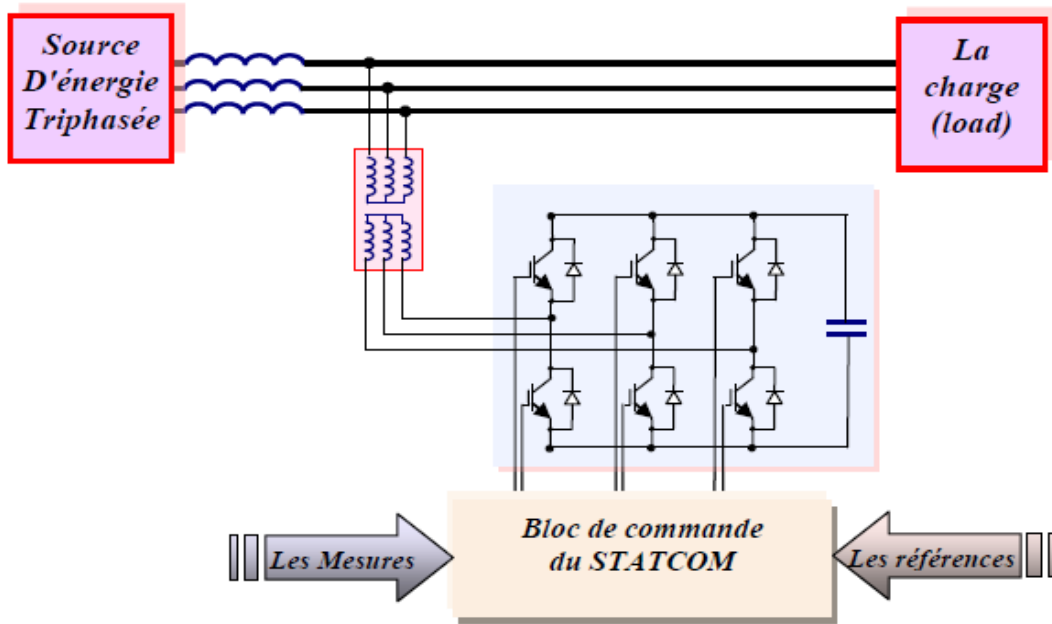 Source
D'énergie
Triphasée
La
charge
(load)
Bloc de commande
du STATCOM
Les Mesures
Les références